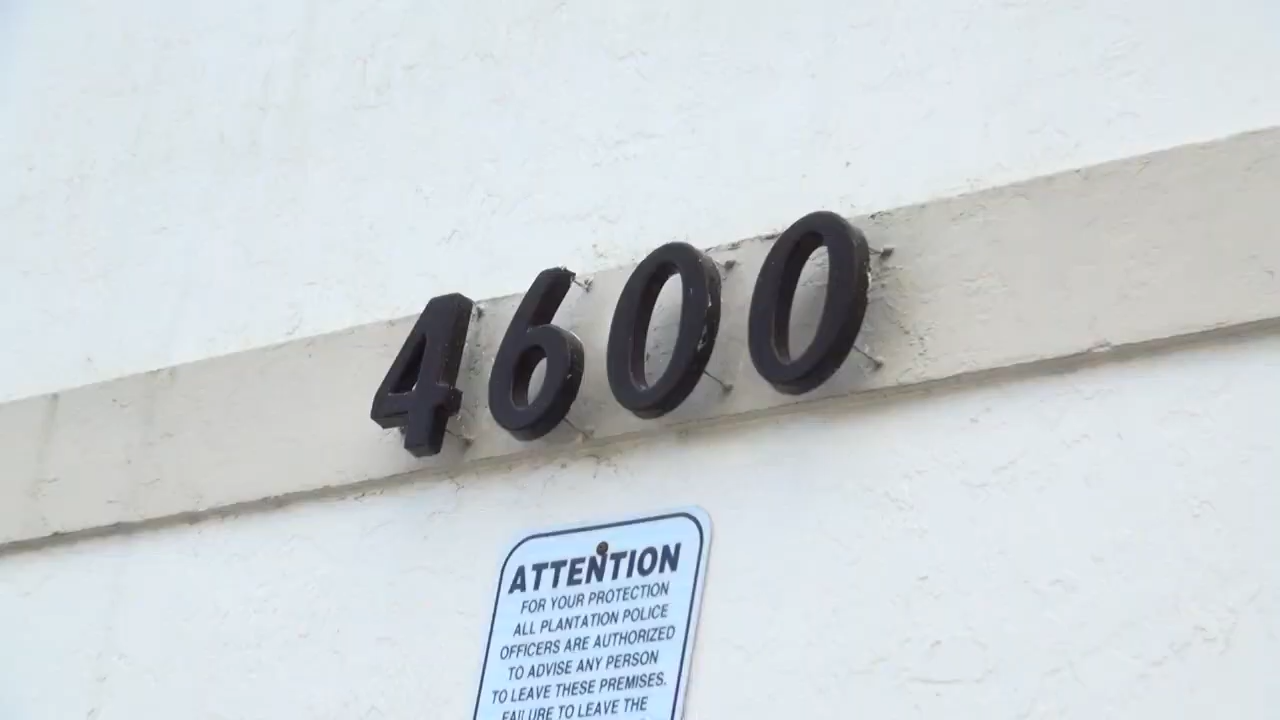 4600
ATTENTION
FOR YOUR PROTECTION
ALL PLANTATION POLICE
OFFICERS ARE AUTHORIZED
TO ADVISE ANY PERSON
TO LEAVE THESE PREMISES.
FAILURE TO LEAVE THE